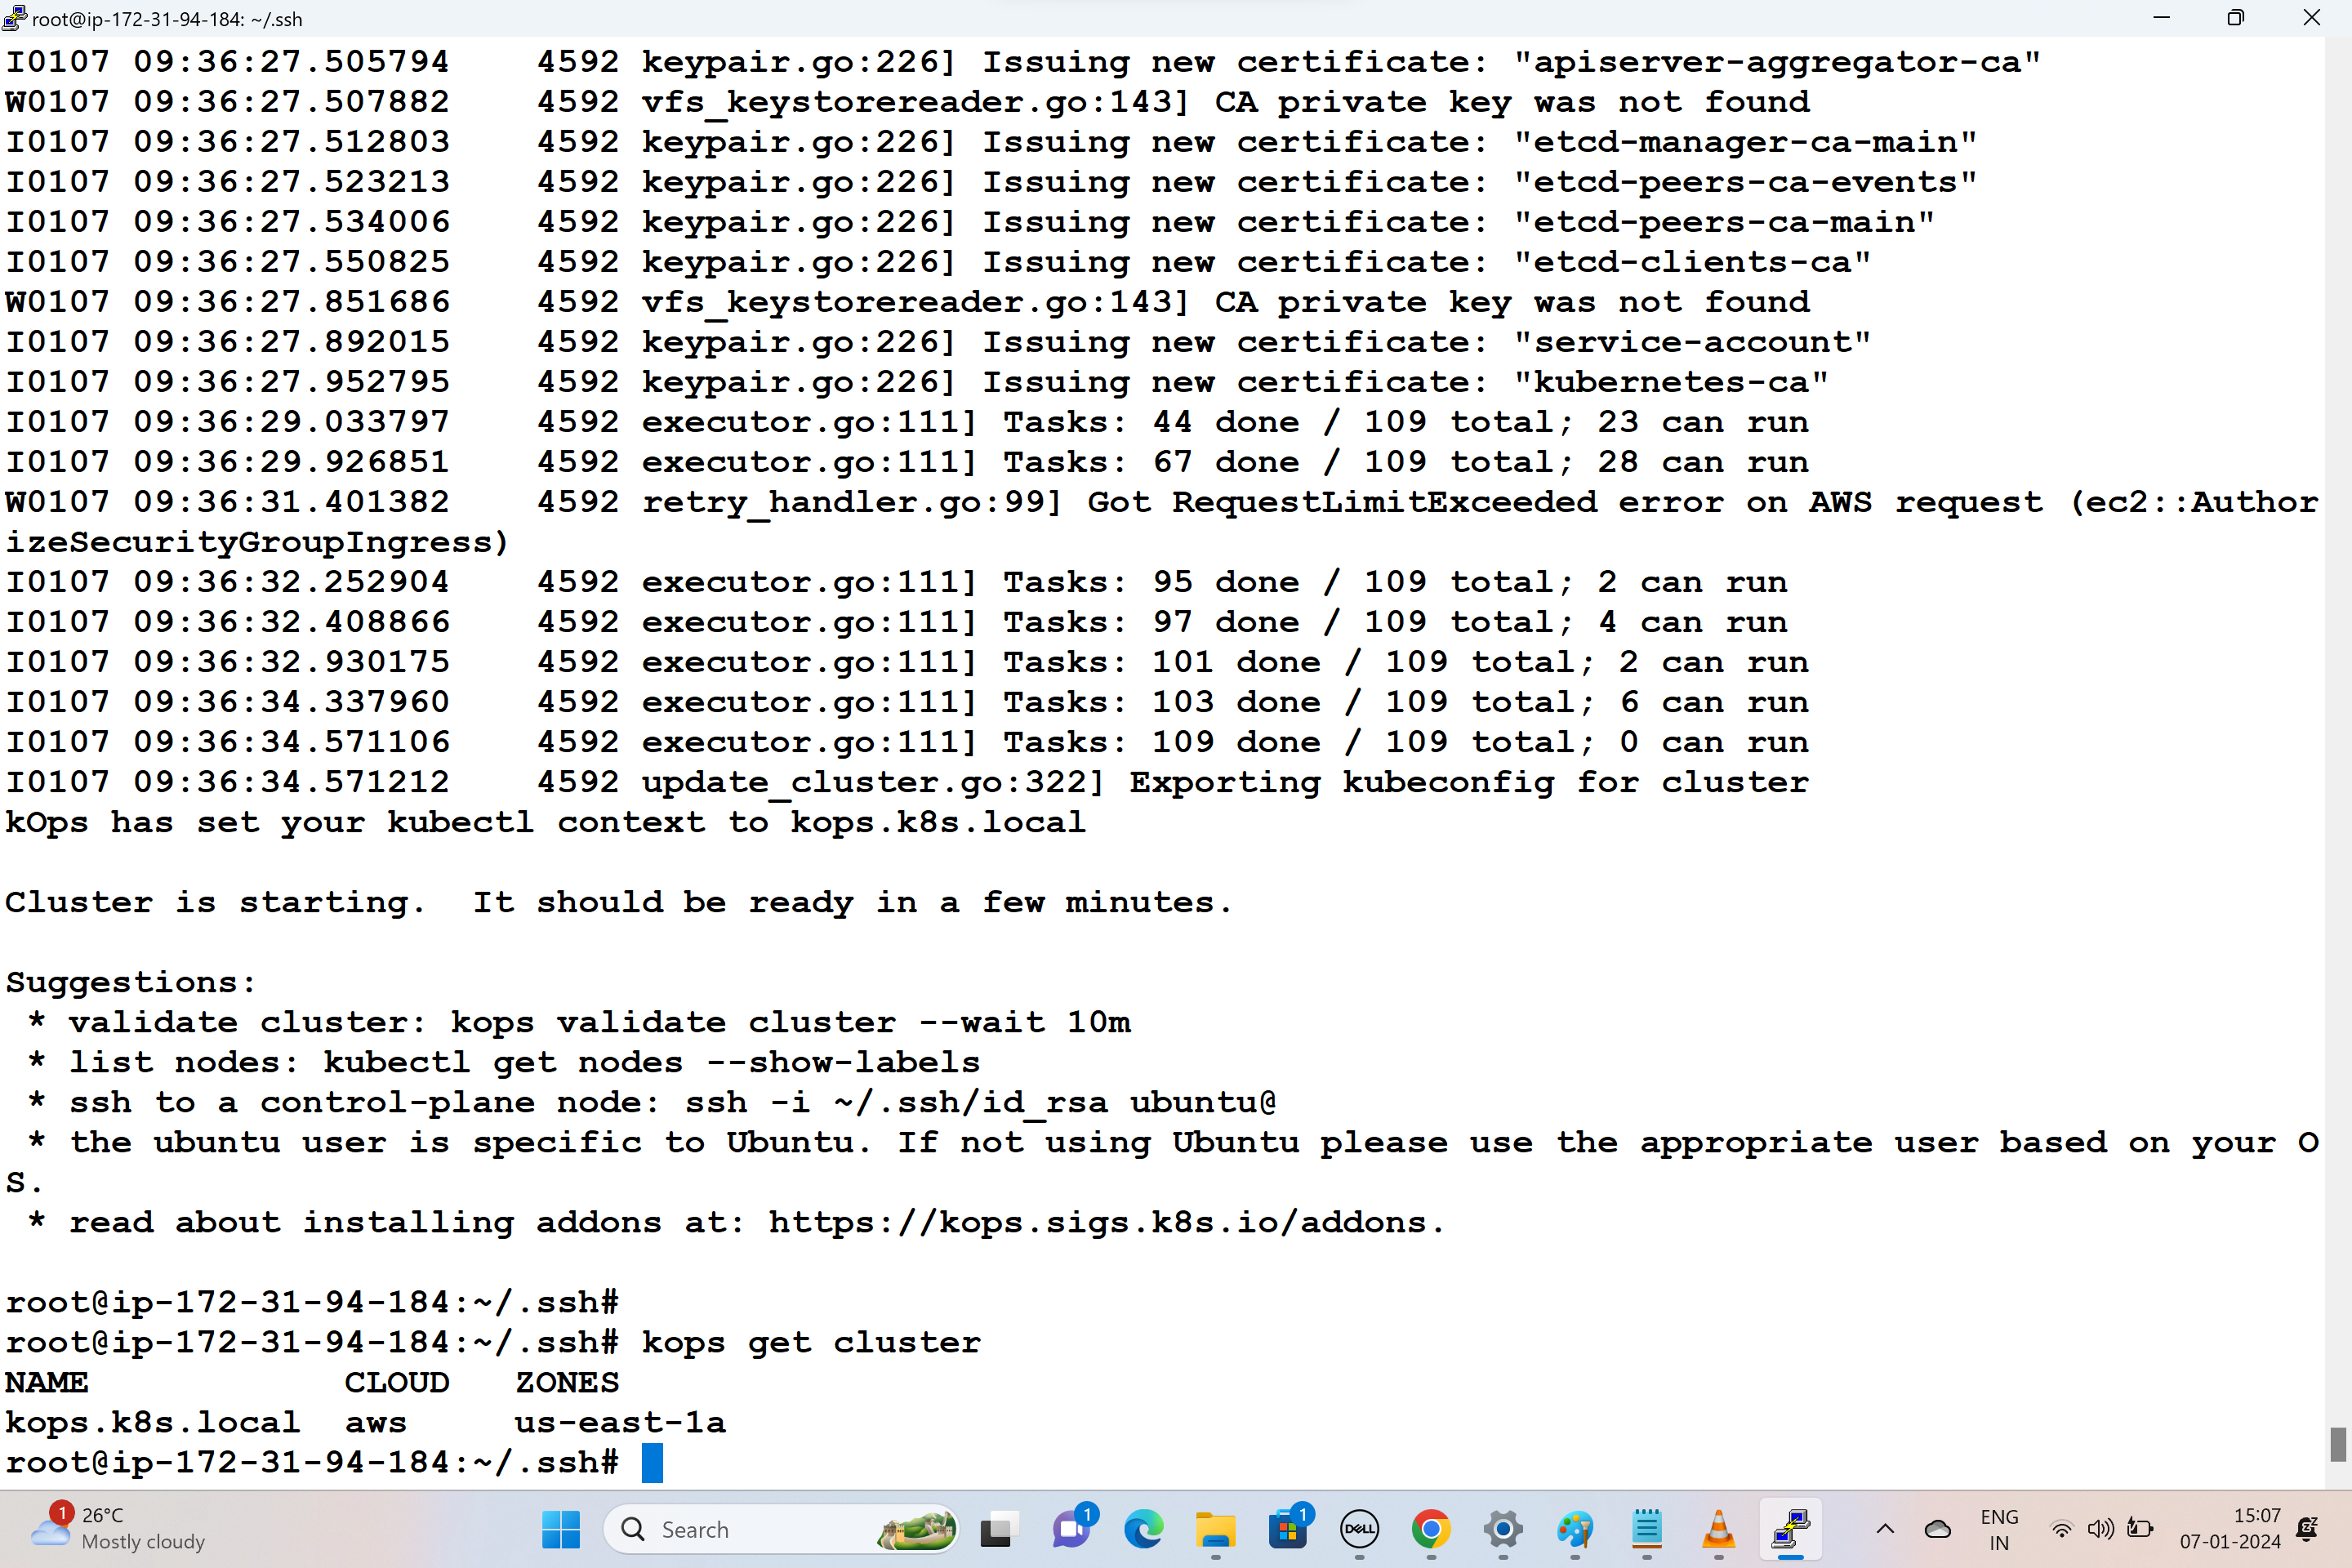 root@ip-172-31-94-184: ~/.ssh
I0107 09:36:27.505794    4592 keypair.go:226] Issuing new certificate: "apiserver-aggregator-ca"
W0107 09:36:27.507882    4592 vfs_keystorereader.go:143] CA private key was not found
I0107 09:36:27.512803    4592 keypair.go:226] Issuing new certificate: "etcd-manager-ca-main"
I0107 09:36:27.523213    4592 keypair.go:226] Issuing new certificate: "etcd-peers-ca-events"
I0107 09:36:27.534006    4592 keypair.go:226] Issuing new certificate: "etcd-peers-ca-main"
I0107 09:36:27.550825    4592 keypair.go:226] Issuing new certificate: "etcd-clients-ca"
W0107 09:36:27.851686    4592 vfs_keystorereader.go:143] CA private key was not found
I0107 09:36:27.892015    4592 keypair.go:226] Issuing new certificate: "service-account"
I0107 09:36:27.952795    4592 keypair.go:226] Issuing new certificate: "kubernetes-ca"
I0107 09:36:29.033797    4592 executor.go:111] Tasks: 44 done / 109 total; 23 can run
I0107 09:36:29.926851    4592 executor.go:111] Tasks: 67 done / 109 total; 28 can run
W0107 09:36:31.401382    4592 retry_handler.go:99] Got RequestLimitExceeded error on AWS request (ec2::Author
izeSecurityGroupIngress)
I0107 09:36:32.252904    4592 executor.go:111] Tasks: 95 done / 109 total; 2 can run
I0107 09:36:32.408866    4592 executor.go:111] Tasks: 97 done / 109 total; 4 can run
I0107 09:36:32.930175    4592 executor.go:111] Tasks: 101 done / 109 total; 2 can run
I0107 09:36:34.337960    4592 executor.go:111] Tasks: 103 done / 109 total; 6 can run
I0107 09:36:34.571106    4592 executor.go:111] Tasks: 109 done / 109 total; 0 can run
I0107 09:36:34.571212    4592 update_cluster.go:322] Exporting kubeconfig for cluster
kOps has set your kubectl context to kops.k8s.local
Cluster is starting.  It should be ready in a few minutes.
Suggestions:
 * validate cluster: kops validate cluster --wait 10m
 * list nodes: kubectl get nodes --show-labels
 * ssh to a control-plane node: ssh -i ~/.ssh/id_rsa ubuntu@
 * the ubuntu user is specific to Ubuntu. If not using Ubuntu please use the appropriate user based on your O
S.
 * read about installing addons at: https://kops.sigs.k8s.io/addons.
root@ip-172-31-94-184:~/.ssh#
root@ip-172-31-94-184:~/.ssh# kops get cluster
NAME            CLOUD   ZONES
kops.k8s.local  aws     us-east-1a
root@ip-172-31-94-184:~/.ssh#
1
26°C
Mostly cloudy
Search
1
1
DELL
ENG
IN
15:07
07-01-2024